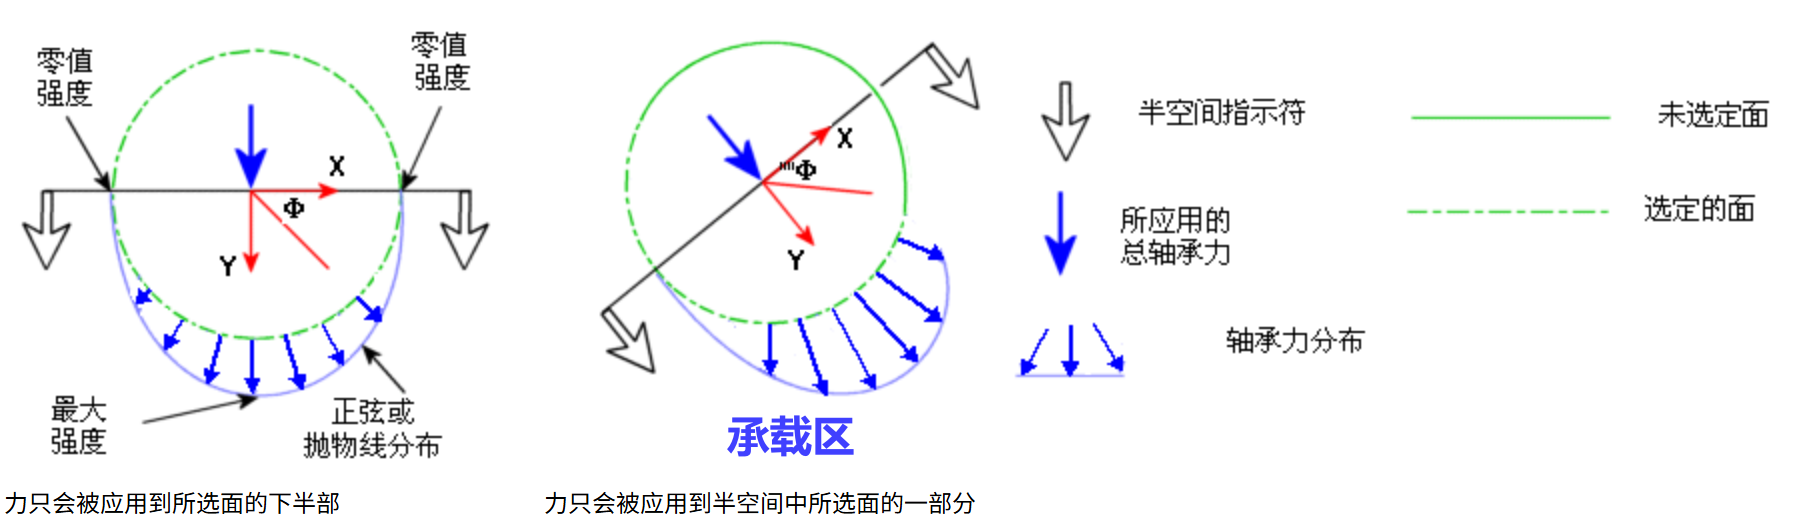 零值
强度
零值
强度
X
Φ
Y
最大
强度
正弦或
抛物线分布
力只会被应用到所选面的下半部
X
Φ
Y
承载区
力只会被应用到半空间中所选面的一部分
半空间指示符
未选定面
所应用的
总轴承力
选定的面
轴承力分布